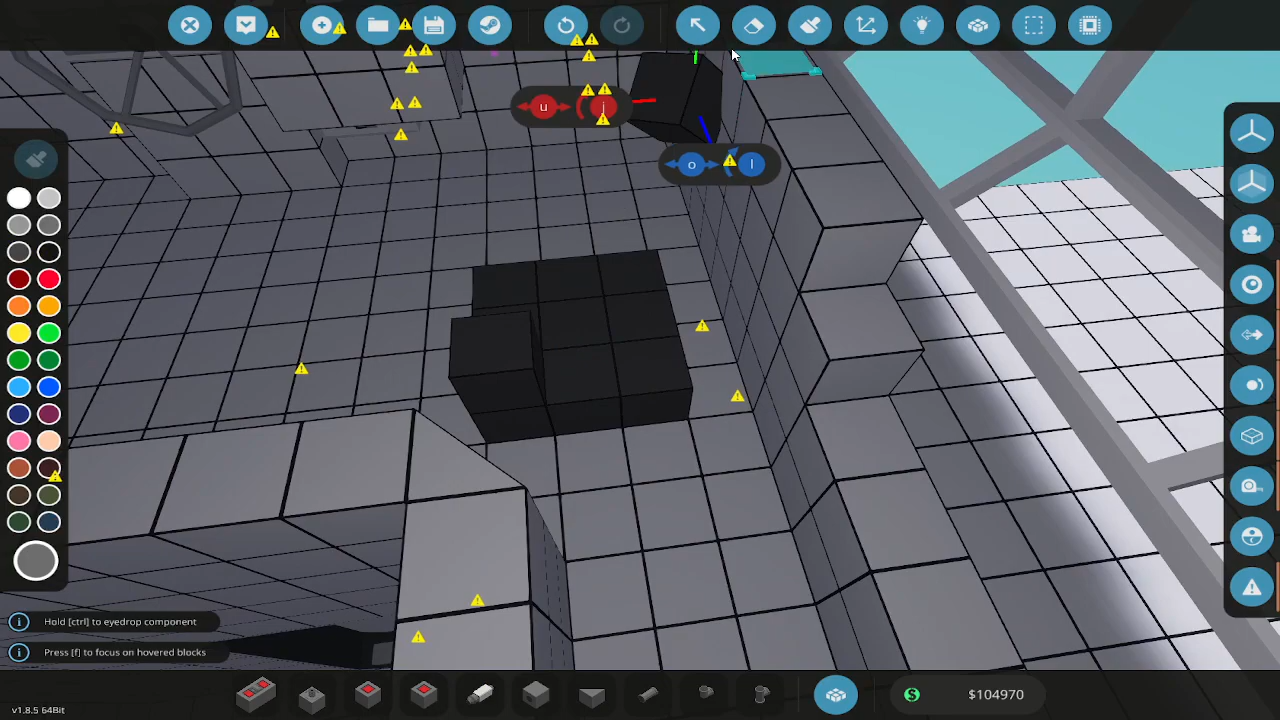 u
j
o
l
Hold [ctrl] to eyedrop component
Press [f] to focus on hovered blocks
$
$104970
v1.8.5 64Bit